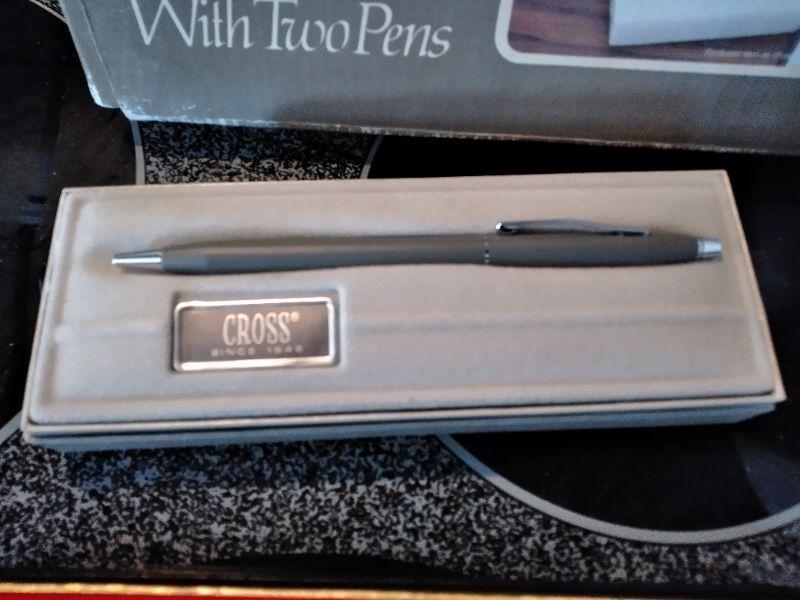 With Two Pens
CROSS®
SINCE 1846